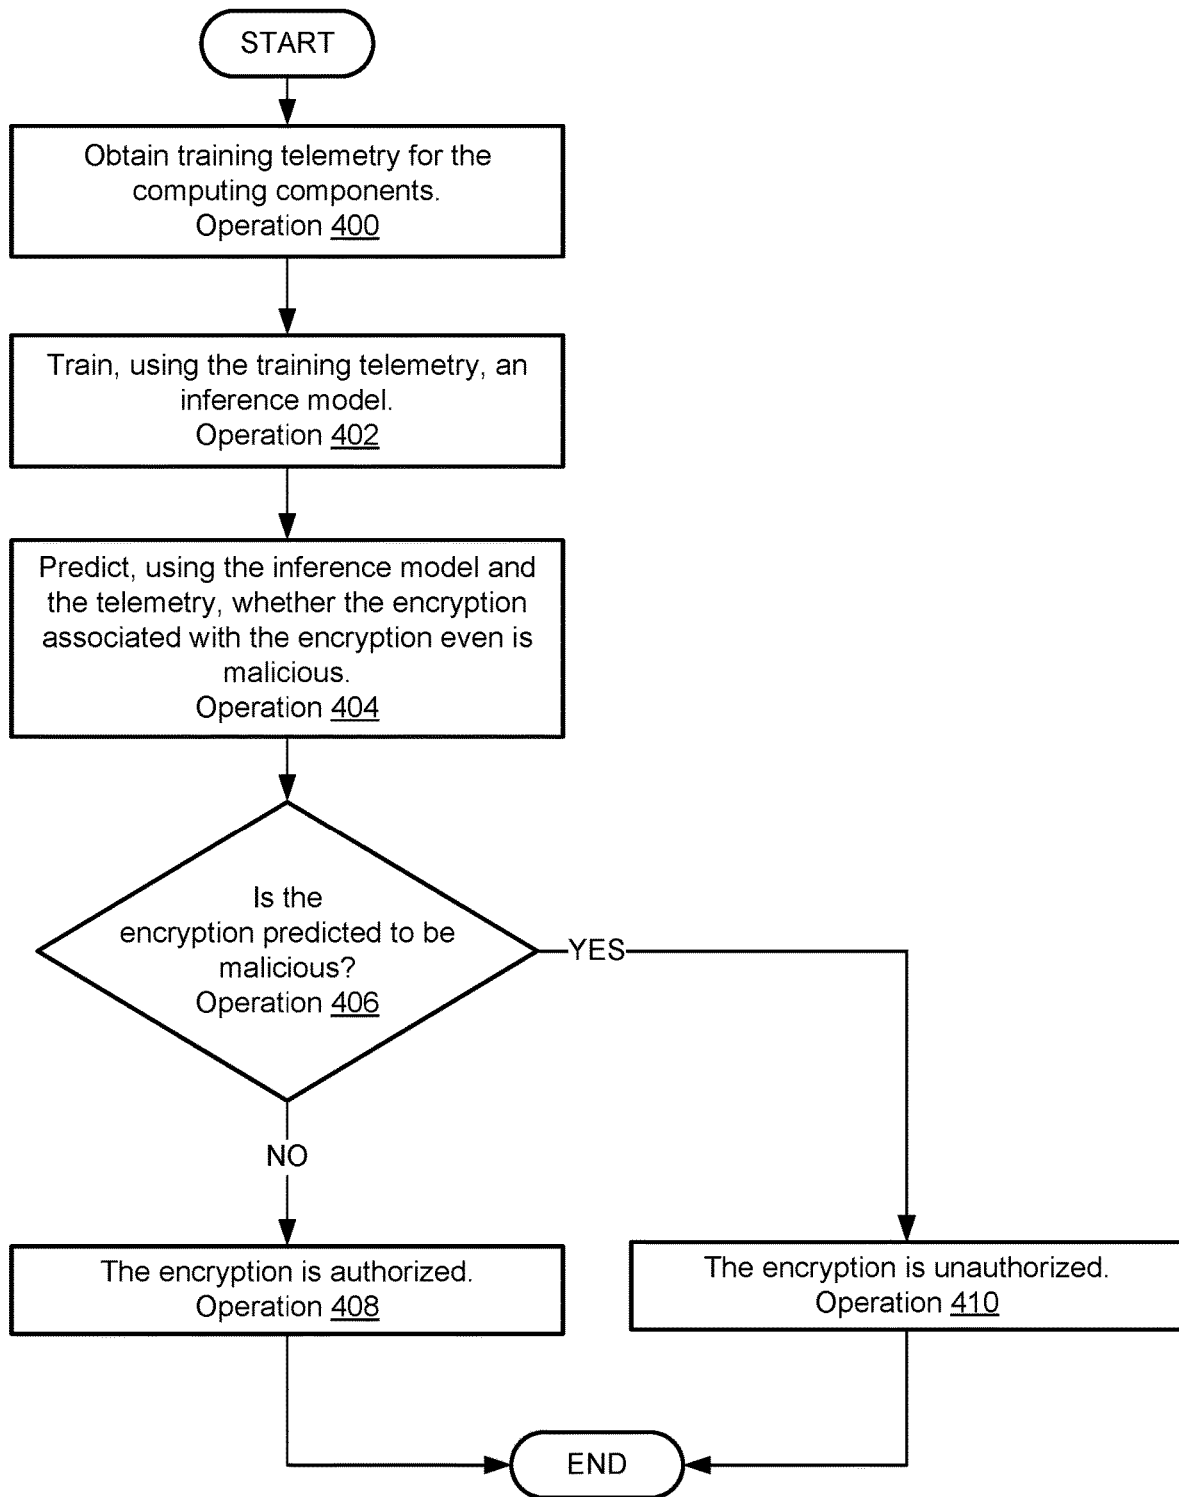 START
Obtain training telemetry for the
computing components.
Operation 400
Train, using the training telemetry, an
inference model.
Operation 402
Predict, using the inference model and
the telemetry, whether the encryption
associated with the encryption even is
malicious.
Operation 404
Is the
encryption predicted to be
malicious?
Operation 406
YES
NO
The encryption is authorized.
Operation 408
The encryption is unauthorized.
Operation 410
END